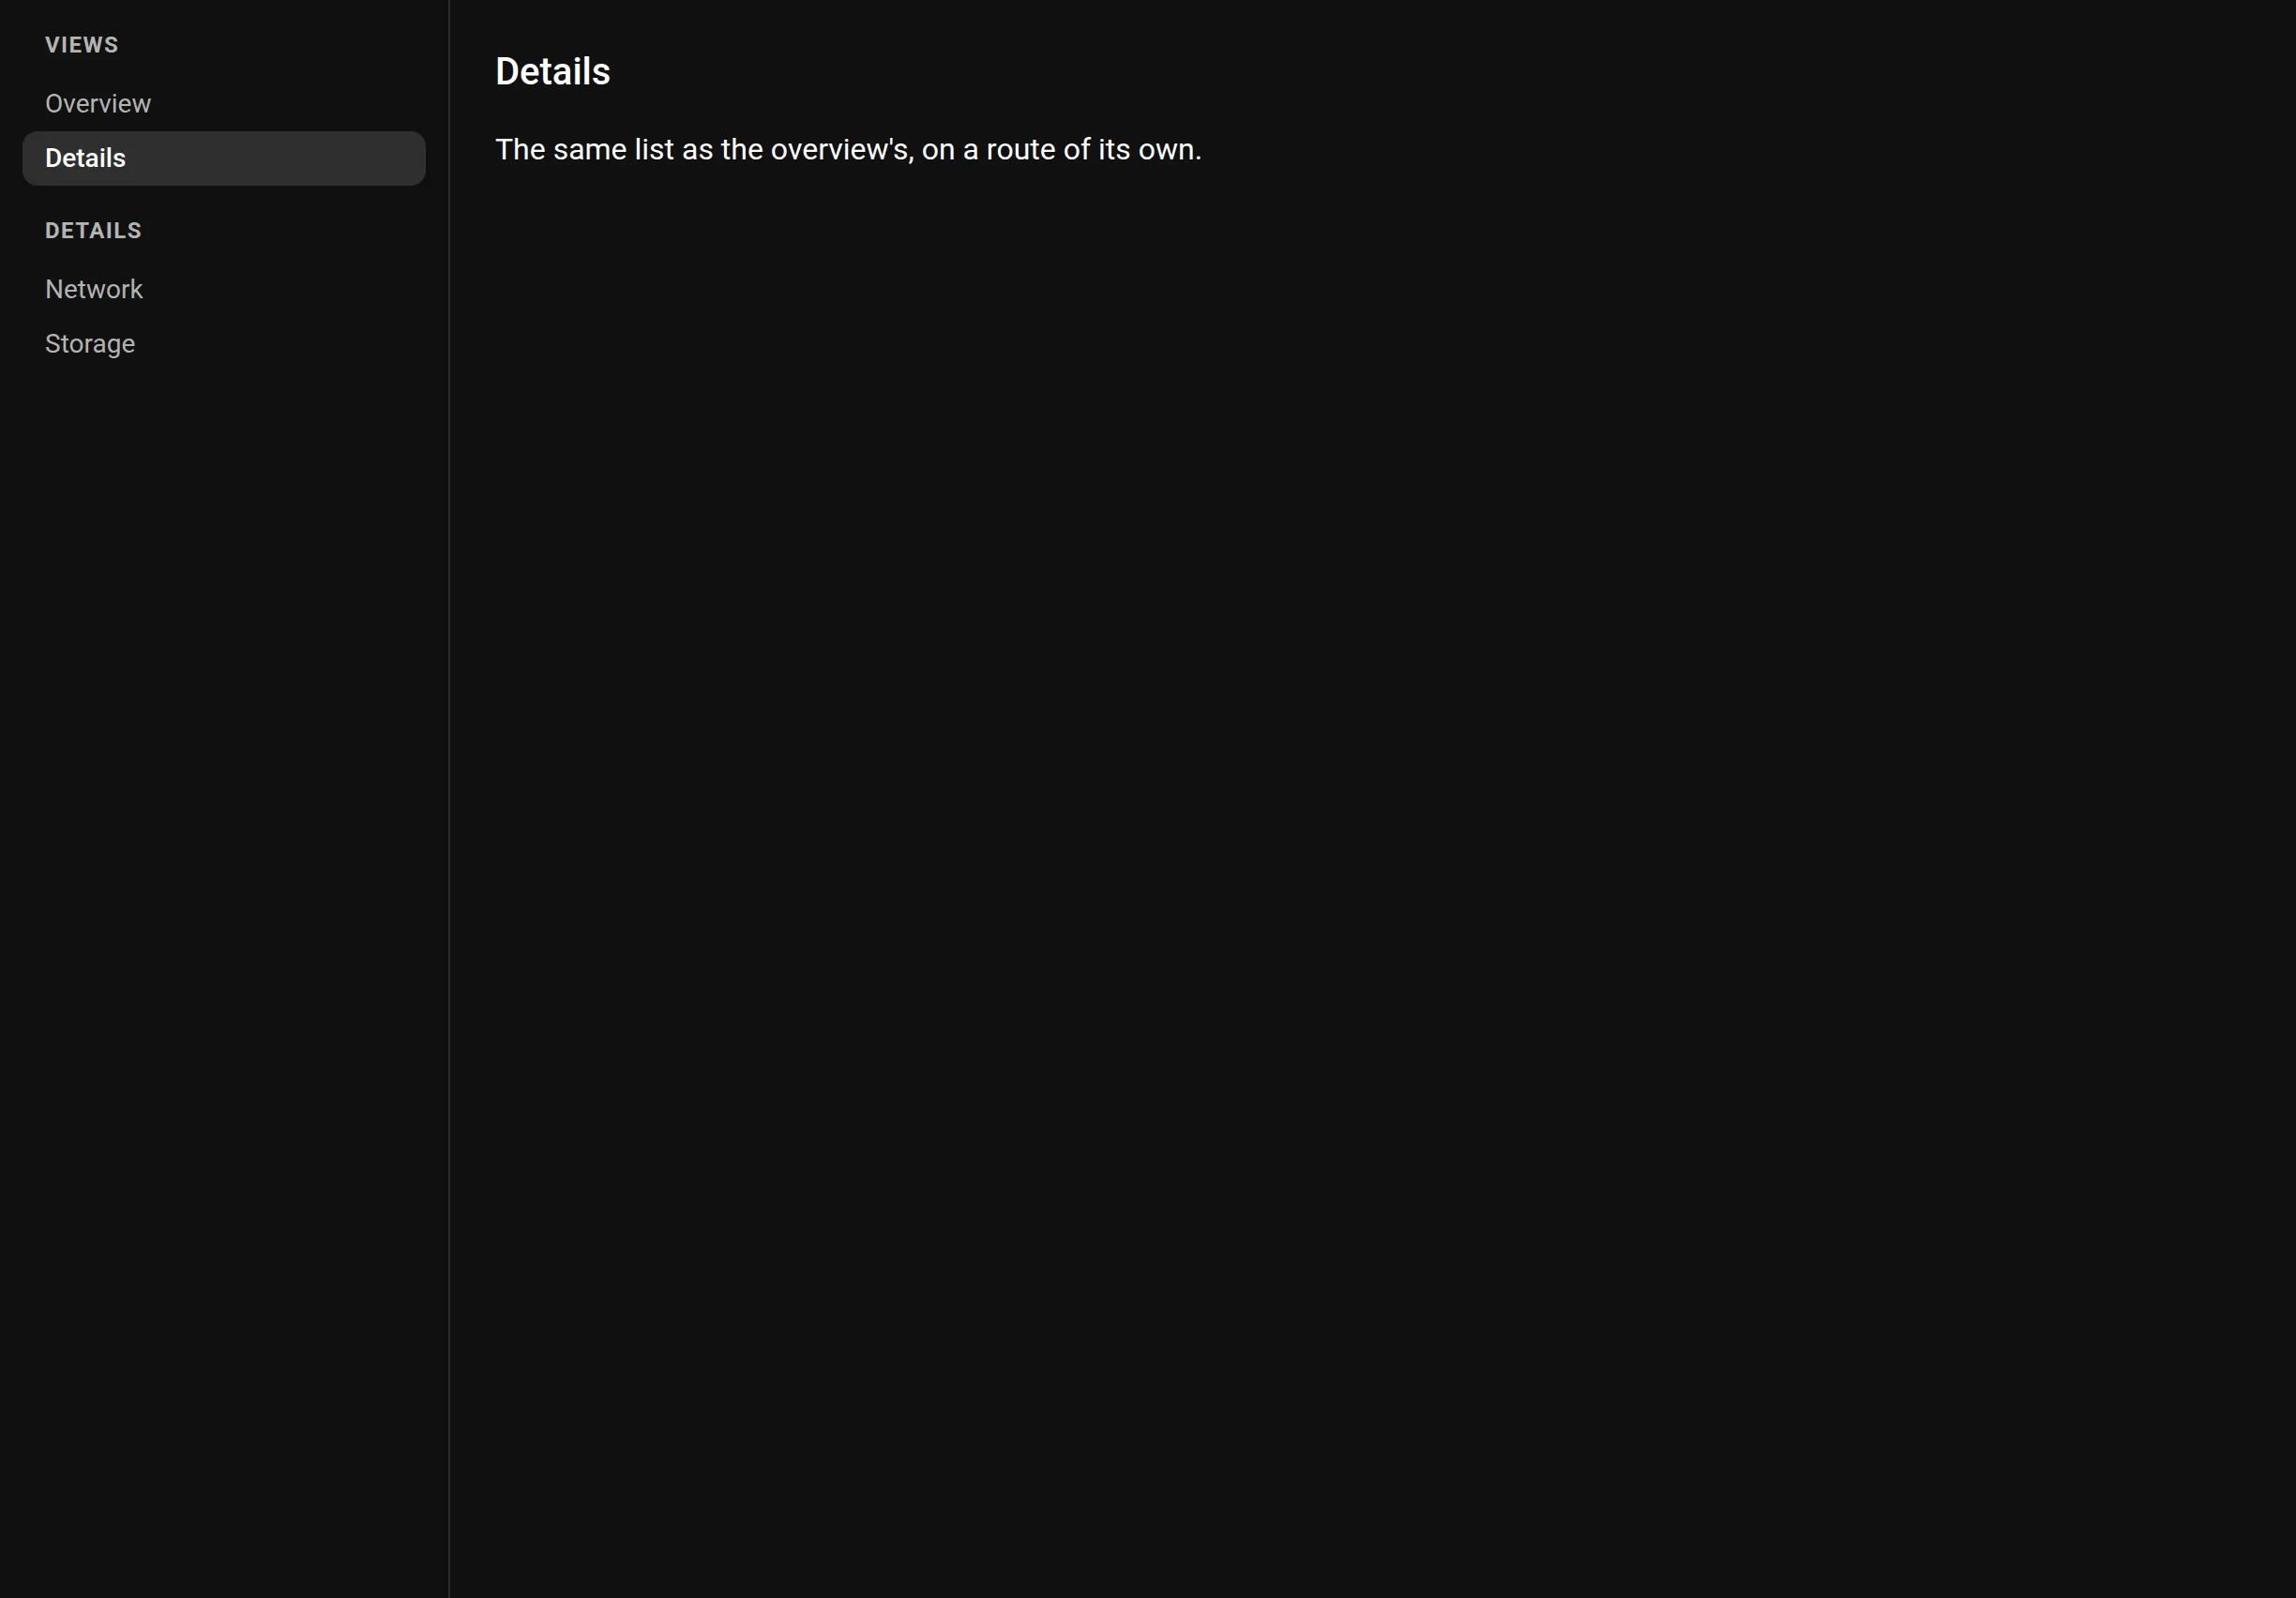 VIEWS
Overview
Details
DETAILS
Network
Storage
Details
The same list as the overview's, on a route of its own.